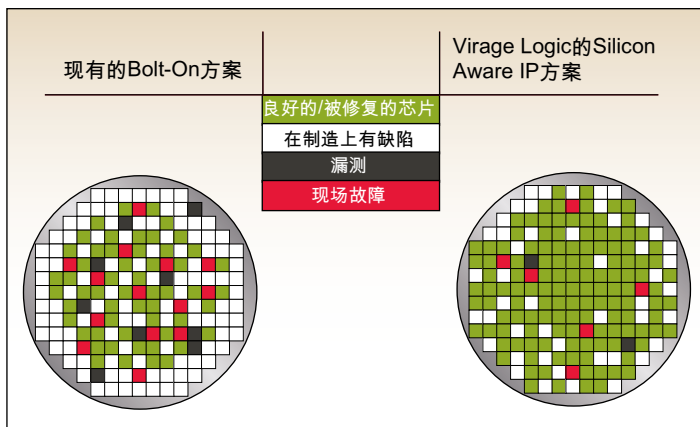 现有的Bolt-On方案
Virage Logic的Silicon
Aware IP方案
良好的/被修复的芯片
在制造上有缺陷
漏测
现场故障